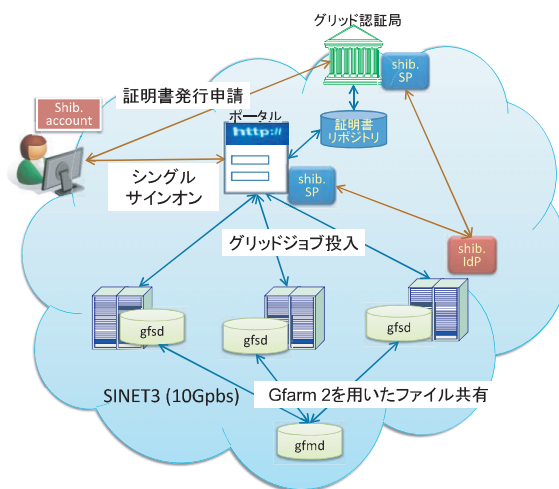 グリッド認証局
shib.
SP
Shib.
account
証明書発行申請
ポータル
http://
証明書
リポジトリ
シングル
サインオン
shib.
SP
グリッドジョブ投入
shib.
IdP
gfsd
gfsd
gfsd
SINET3 (10Gpbs)
Gfarm 2を用いたファイル共有
gfmd